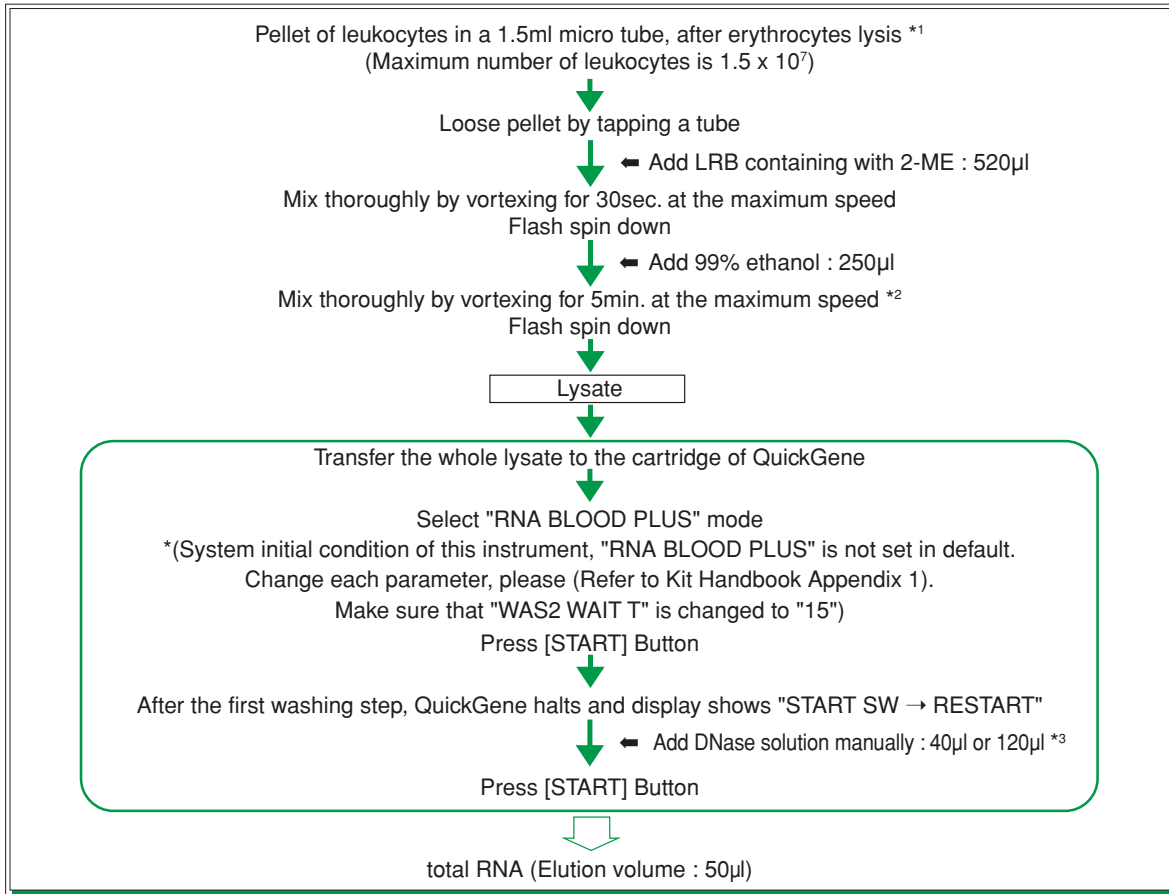 Pellet of leukocytes in a 1.5ml micro tube, after erythrocytes lysis *1
(Maximum number of leukocytes is 1.5 x 10⁷)
Loose pellet by tapping a tube
⬅ Add LRB containing with 2-ME : 520µl
Mix thoroughly by vortexing for 30sec. at the maximum speed
Flash spin down
⬅ Add 99% ethanol : 250µl
Mix thoroughly by vortexing for 5min. at the maximum speed *2
Flash spin down
Lysate
Transfer the whole lysate to the cartridge of QuickGene
Select "RNA BLOOD PLUS" mode
*(System initial condition of this instrument, "RNA BLOOD PLUS" is not set in default.
Change each parameter, please (Refer to Kit Handbook Appendix 1).
Make sure that "WAS2 WAIT T" is changed to "15")
Press [START] Button
After the first washing step, QuickGene halts and display shows "START SW → RESTART"
⬅ Add DNase solution manually : 40µl or 120µl *3
Press [START] Button
total RNA (Elution volume : 50µl)